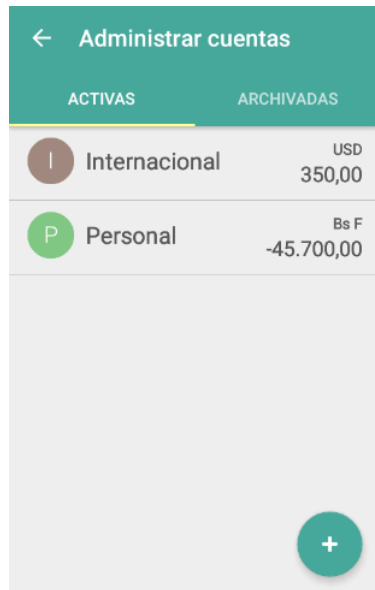 Administrar cuentas
ACTIVAS ARCHIVADAS
I Internacional USD
350,00
P Personal Bs F
-45.700,00
+